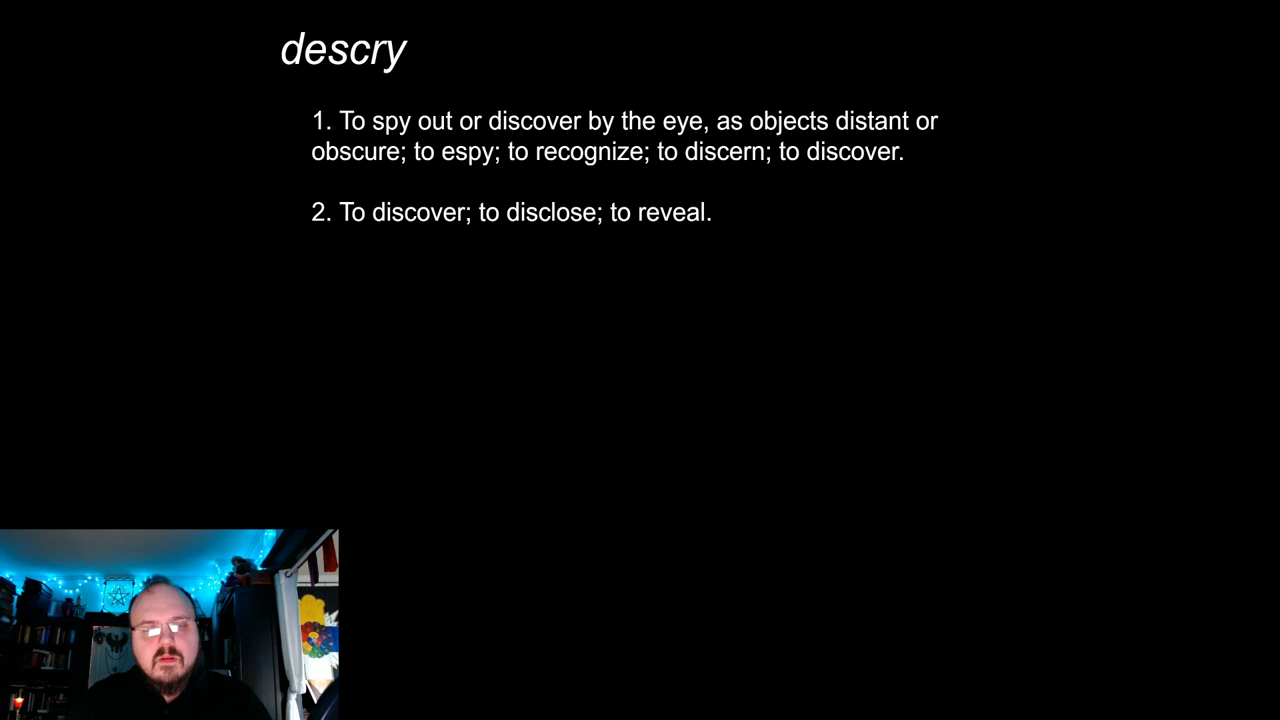 descry
1. To spy out or discover by the eye, as objects distant or
obscure; to espy; to recognize; to discern; to discover.
2. To discover; to disclose; to reveal.